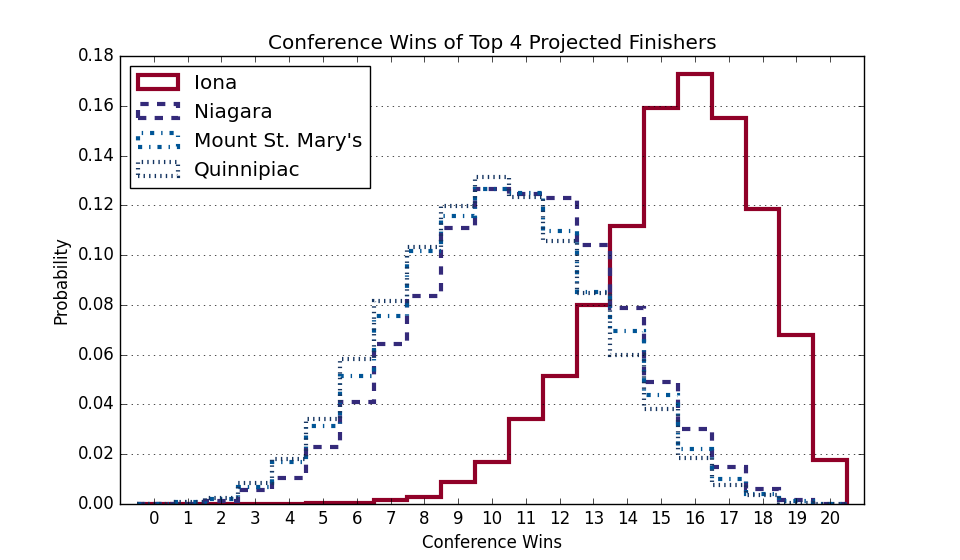 Conference Wins of Top 4 Projected Finishers
0.18
0.16
0.14
0.12
0.10
0.08
0.06
0.04
0.02
0.00
Probability
Iona
Niagara
Mount St. Mary's
Quinnipiac
0 1 2 3 4 5 6 7 8 9 10 11 12 13 14 15 16 17 18 19 20
Conference Wins